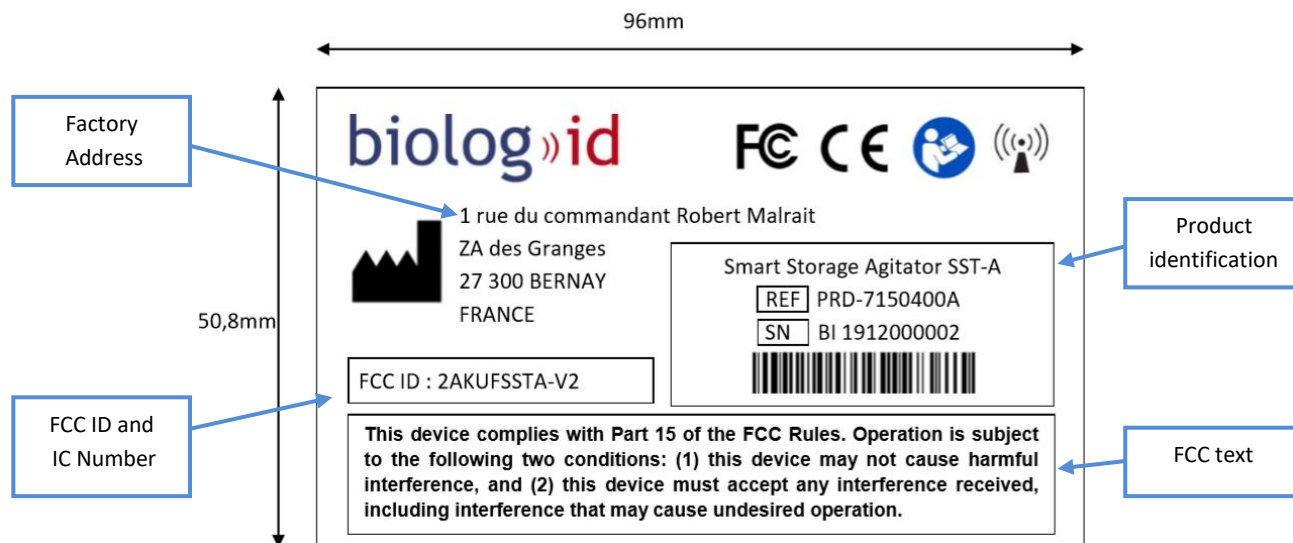 96mm
Factory
Address
biolog id
FC CE
1 rue du commandant Robert Malrait
ZA des Granges
27 300 BERNAY
FRANCE
Product
identification
Smart Storage Agitator SST-A
REF PRD-7150400A
SN BI 1912000002
50,8mm
FCC ID : 2AKUFSSTA-V2
FCC ID and
IC Number
This device complies with Part 15 of the FCC Rules. Operation is subject
to the following two conditions: (1) this device may not cause harmful
interference, and (2) this device must accept any interference received,
including interference that may cause undesired operation.
FCC text